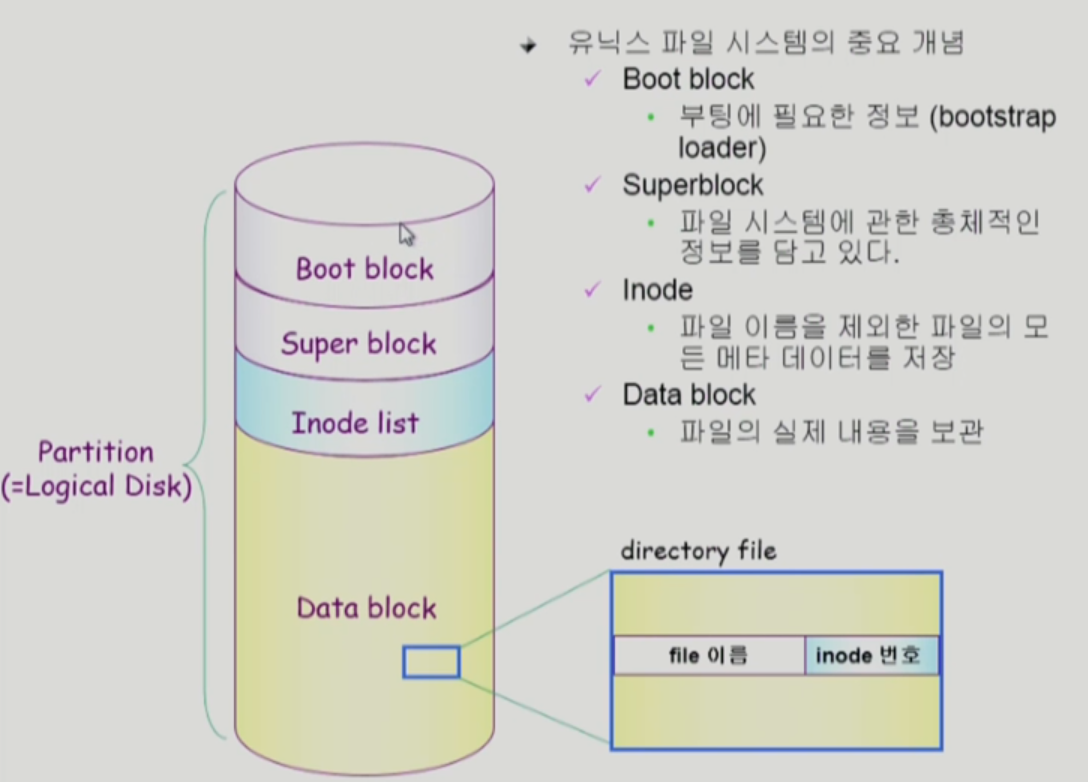 유닉스 파일 시스템의 중요 개념
Boot block
부팅에 필요한 정보 (bootstrap
loader)
Superblock
파일 시스템에 관한 총체적인
정보를 담고 있다.
Inode
파일 이름을 제외한 파일의 모
든 메타 데이터를 저장
Data block
파일의 실제 내용을 보관
Boot block
Super block
Inode list
Partition
(=Logical Disk)
Data block
directory file
file 이름
inode 번호